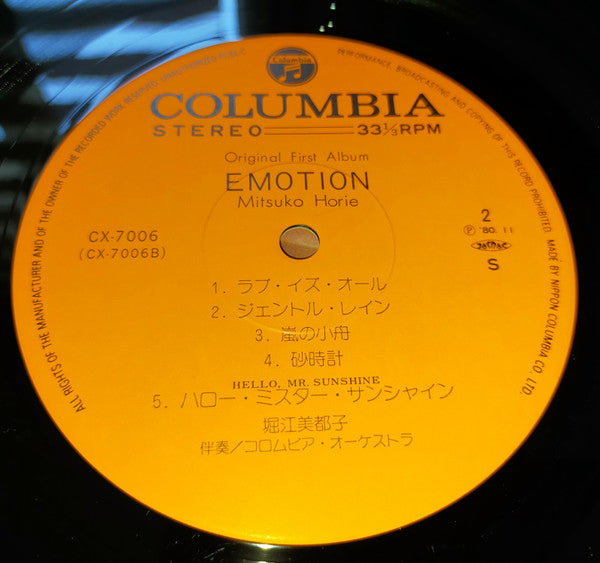 ALL RIGHTS OF THE MANUFACTURER AND OF THE OWNER OF THE RECORDED WORK RESERVED·UNAUTHORIZED PUBLIC
PERFORMANCE, BROADCASTING AND COPYING OF THIS RECORD PROHIBITED. MADE BY NIPPON COLUMBIA CO. LTD.
Columbia
COLUMBIA
STEREO 33⅓RPM
Original First Album
EMOTION
Mitsuko Horie
CX-7006
(CX-7006B)
2
Ⓟ '80. 11
JASRAC
S
1. ラブ・イズ・オール
2. ジェントル・レイン
3. 嵐の小舟
4. 砂時計
HELLO, MR. SUNSHINE
5. ハロー・ミスター・サンシャイン
堀江美都子
伴奏/コロムビア・オーケストラ